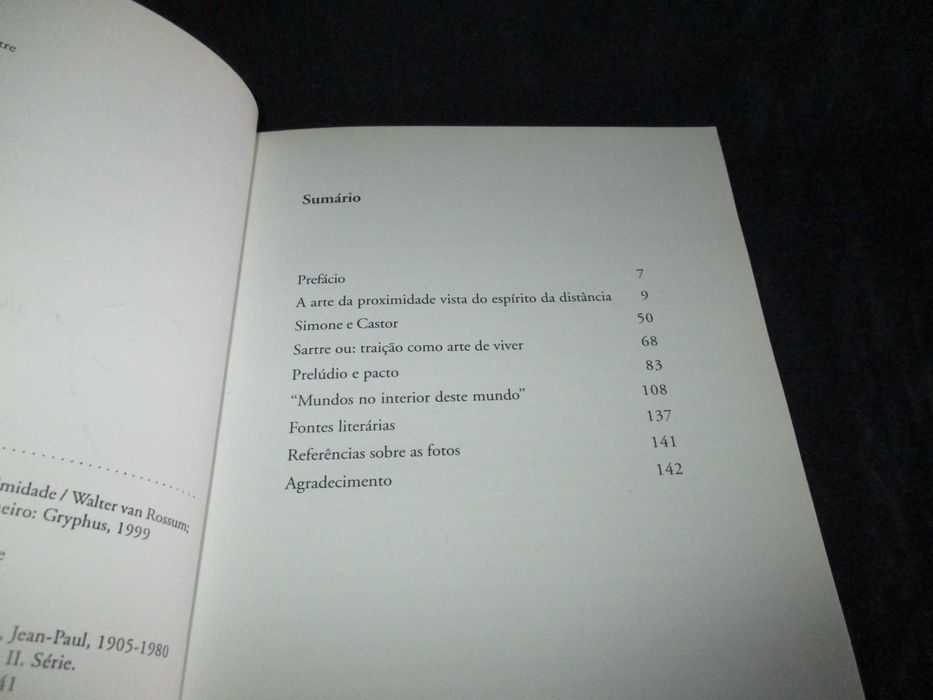 tre
imidade / Walter van Rossum;
eiro: Gryphus, 1999
e
, Jean-Paul, 1905-1980
II. Série.
41
Sumário
Prefácio 7
A arte da proximidade vista do espírito da distância 9
Simone e Castor 50
Sartre ou: traição como arte de viver 68
Prelúdio e pacto 83
“Mundos no interior deste mundo” 108
Fontes literárias 137
Referências sobre as fotos 141
Agradecimento 142